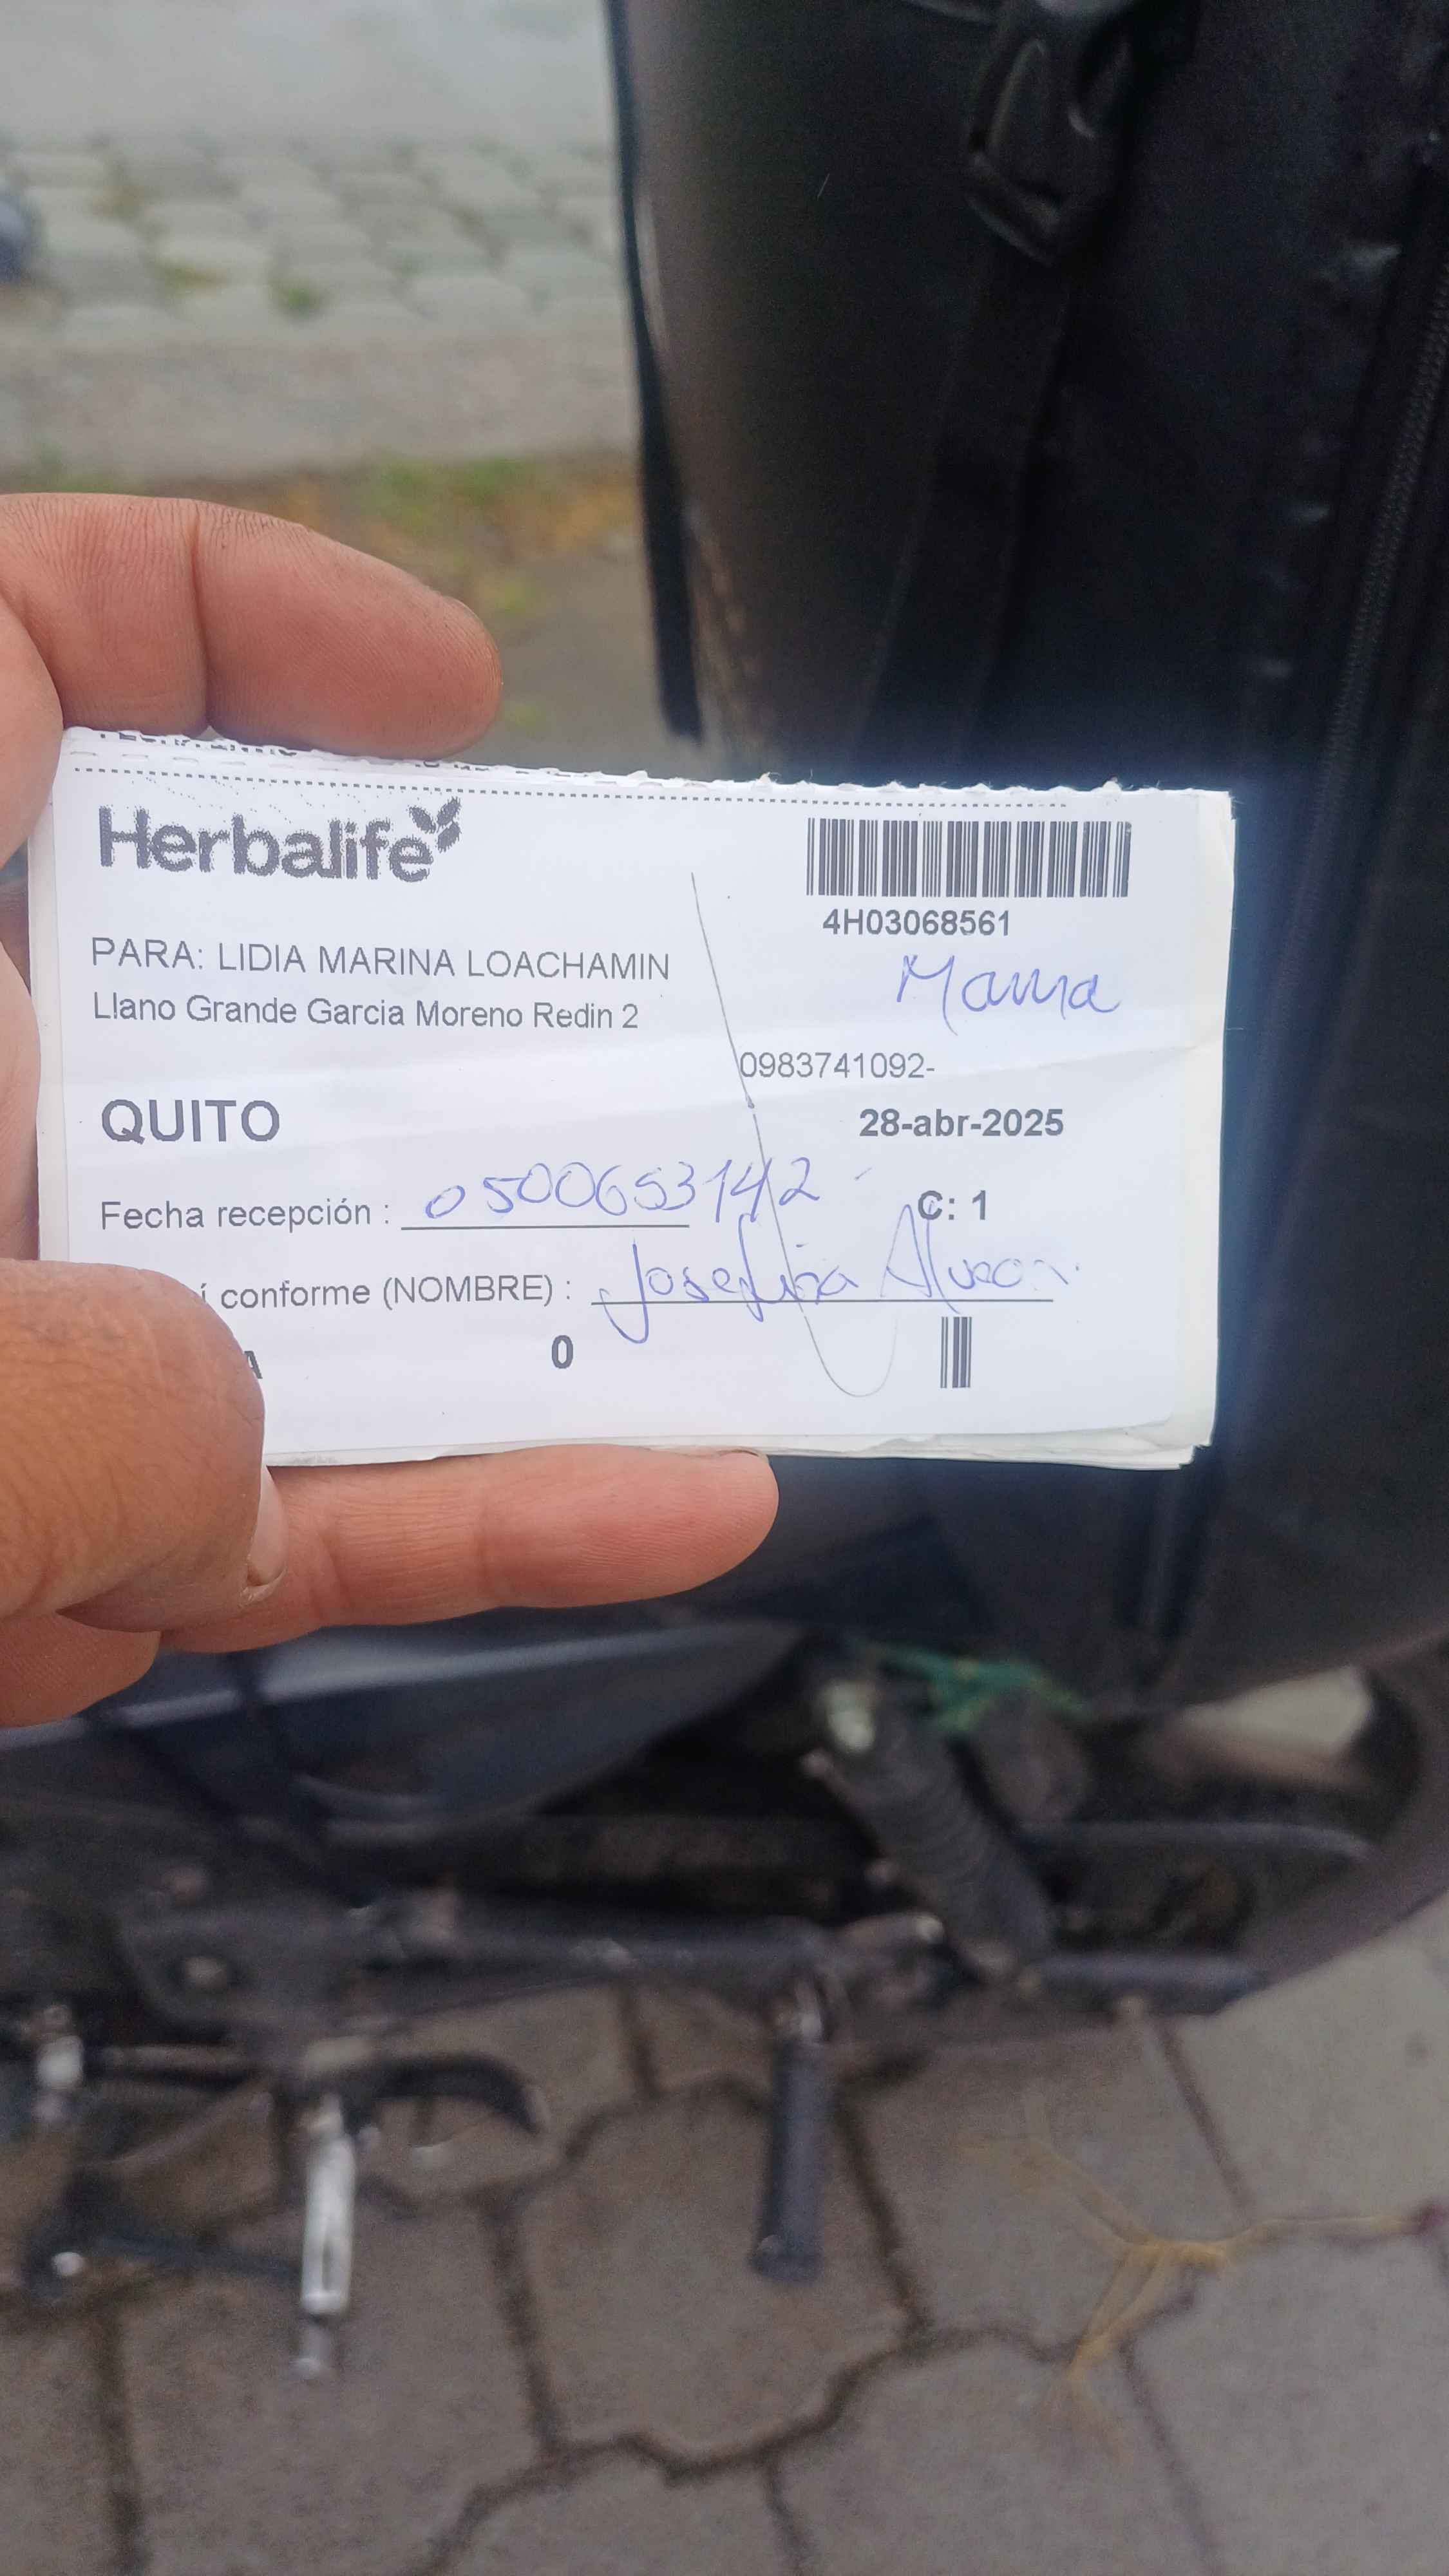 Herbalife
4H03068561
PARA: LIDIA MARINA LOACHAMIN
Mama
Llano Grande Garcia Moreno Redin 2
0983741092-
QUITO
28-abr-2025
Fecha recepción : 0500653142
C: 1
í conforme (NOMBRE) : Josefina
A
0